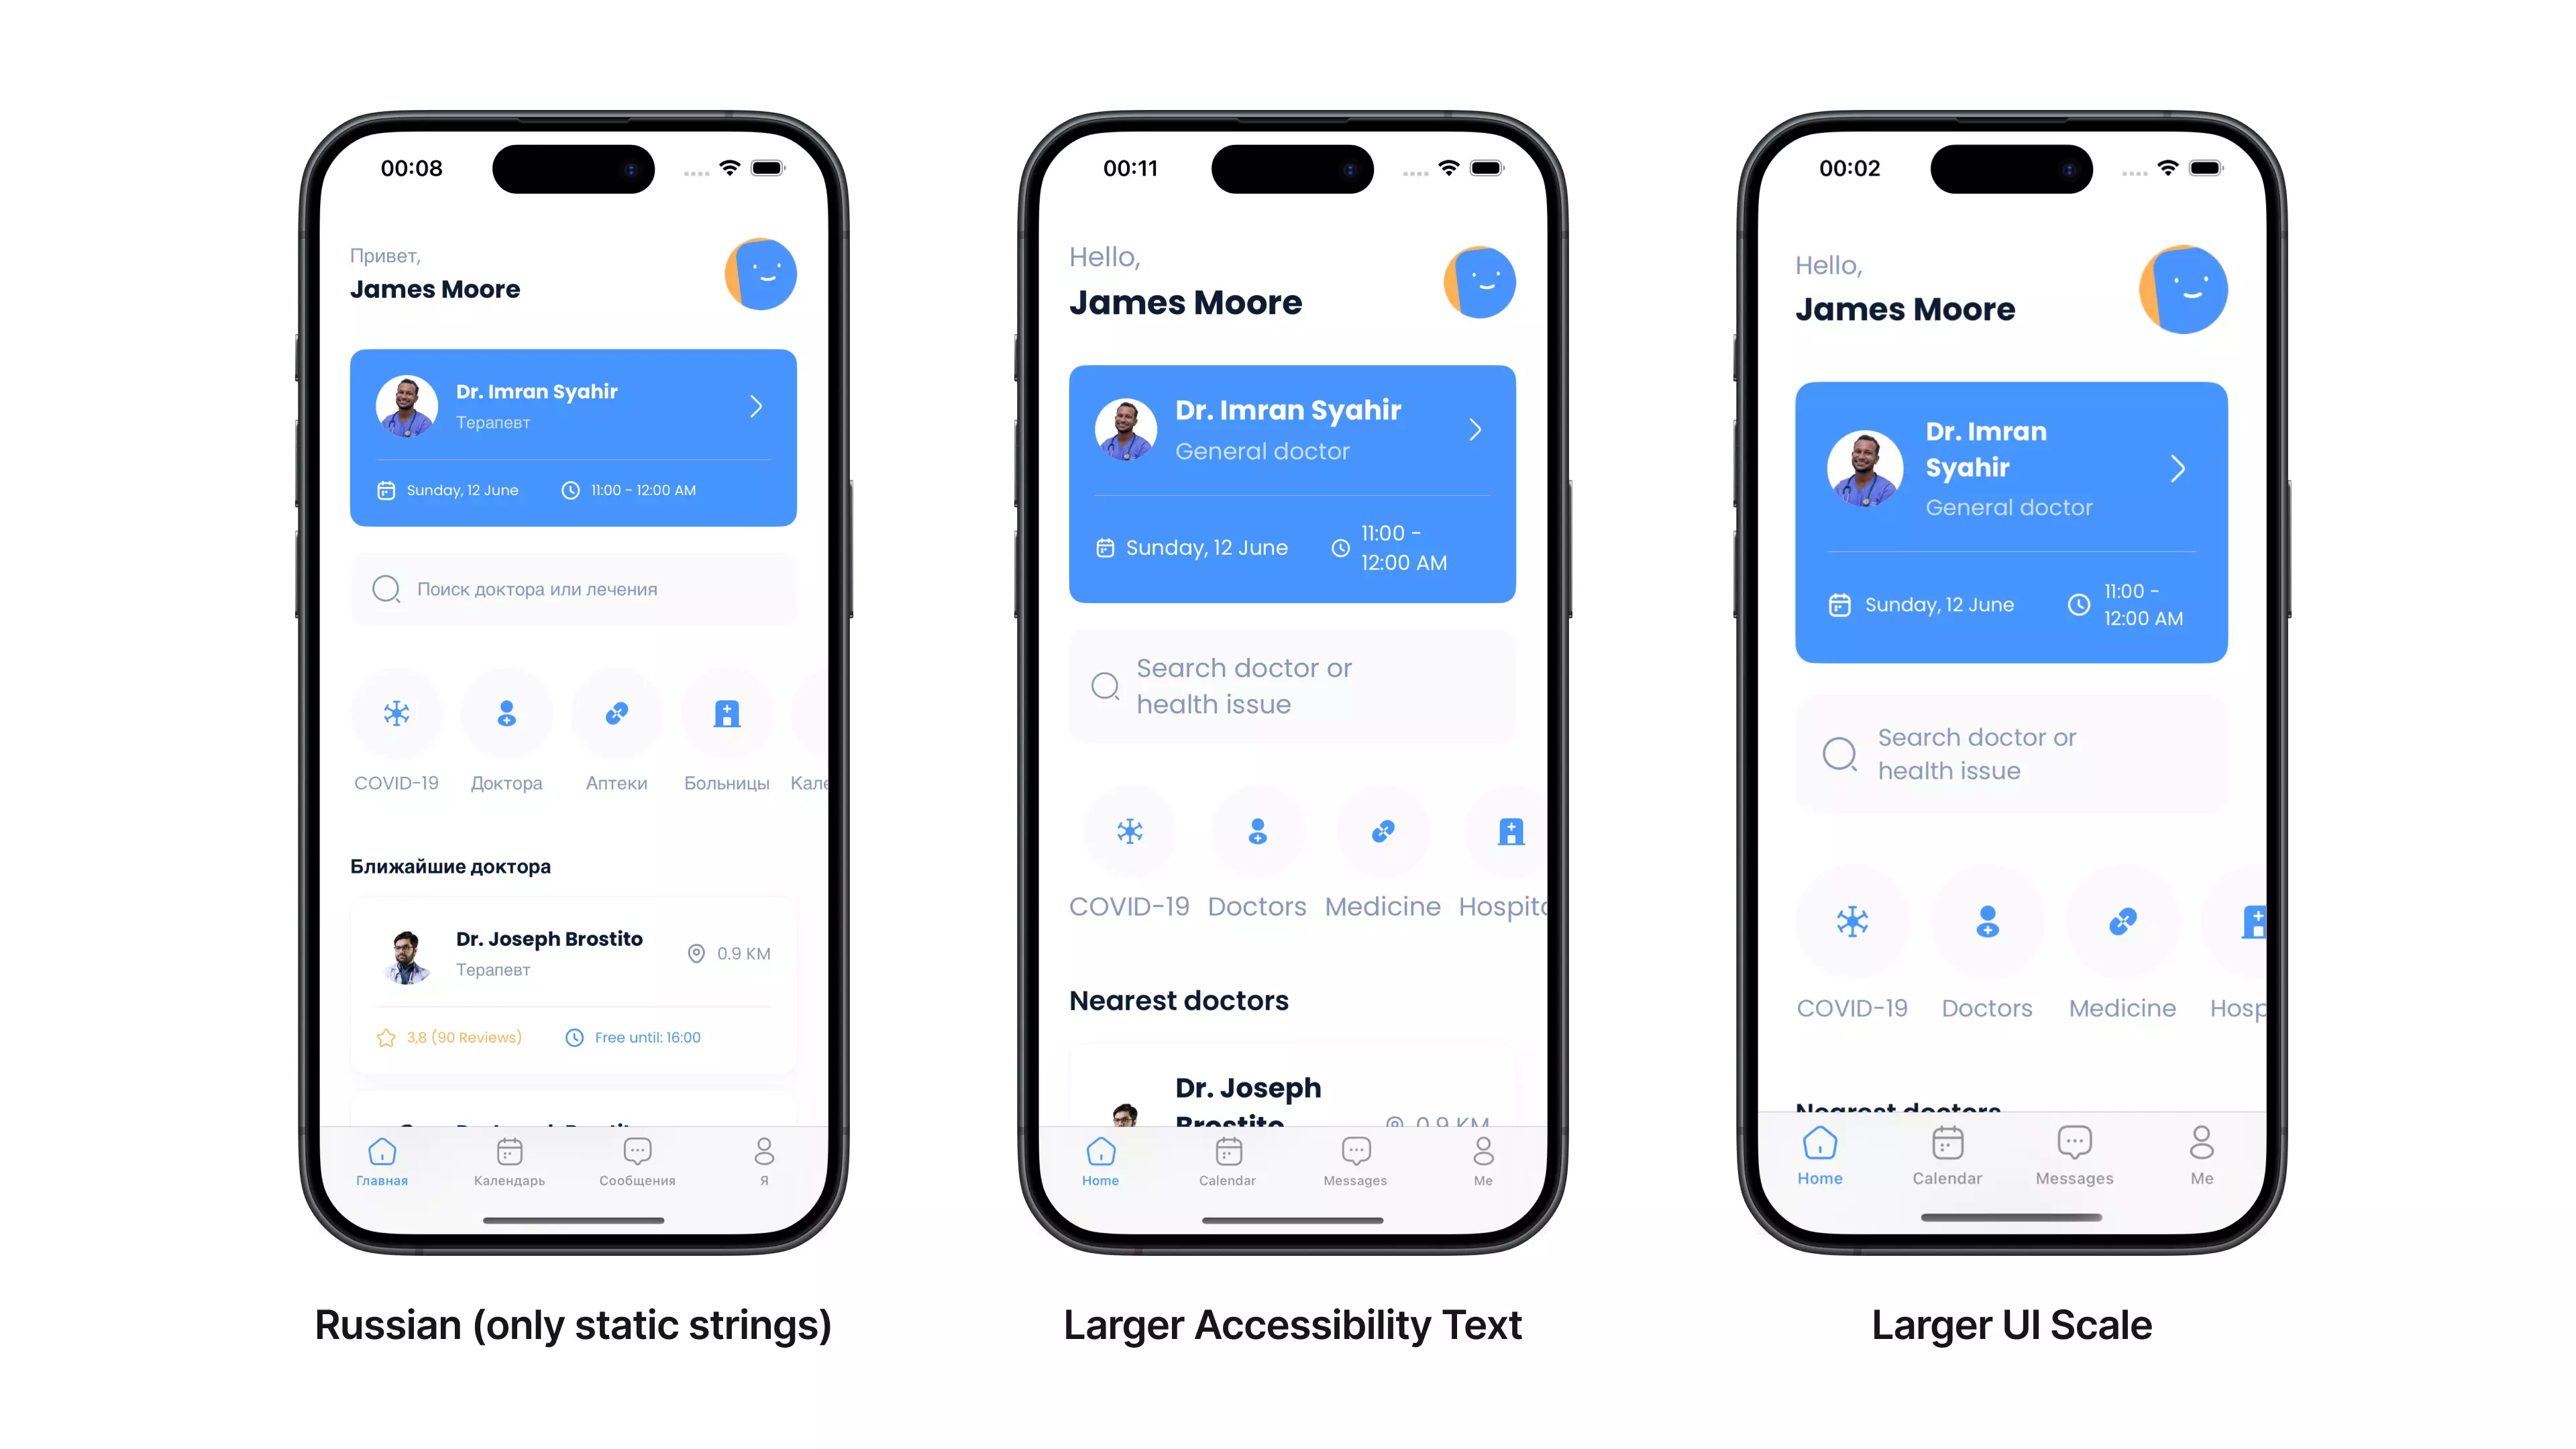 00:08
Привет,
James Moore
Dr. Imran Syahir
Терапевт
Sunday, 12 June
11:00 - 12:00 AM
Поиск доктора или лечения
COVID-19
Доктора
Аптеки
Больницы
Кале
Ближайшие доктора
Dr. Joseph Brostito
Терапевт
0.9 KM
3,8 (90 Reviews)
Free until: 16:00
Главная
Календарь
Сообщения
Я
Russian (only static strings)
00:11
Hello,
James Moore
Dr. Imran Syahir
General doctor
Sunday, 12 June
11:00 -
12:00 AM
Search doctor or
health issue
COVID-19
Doctors
Medicine
Hospit
Nearest doctors
Dr. Joseph
Brostito
0.9 KM
Home
Calendar
Messages
Me
Larger Accessibility Text
00:02
Hello,
James Moore
Dr. Imran
Syahir
General doctor
Sunday, 12 June
11:00 -
12:00 AM
Search doctor or
health issue
COVID-19
Doctors
Medicine
Hosp
Nearest doctors
Home
Calendar
Messages
Me
Larger UI Scale